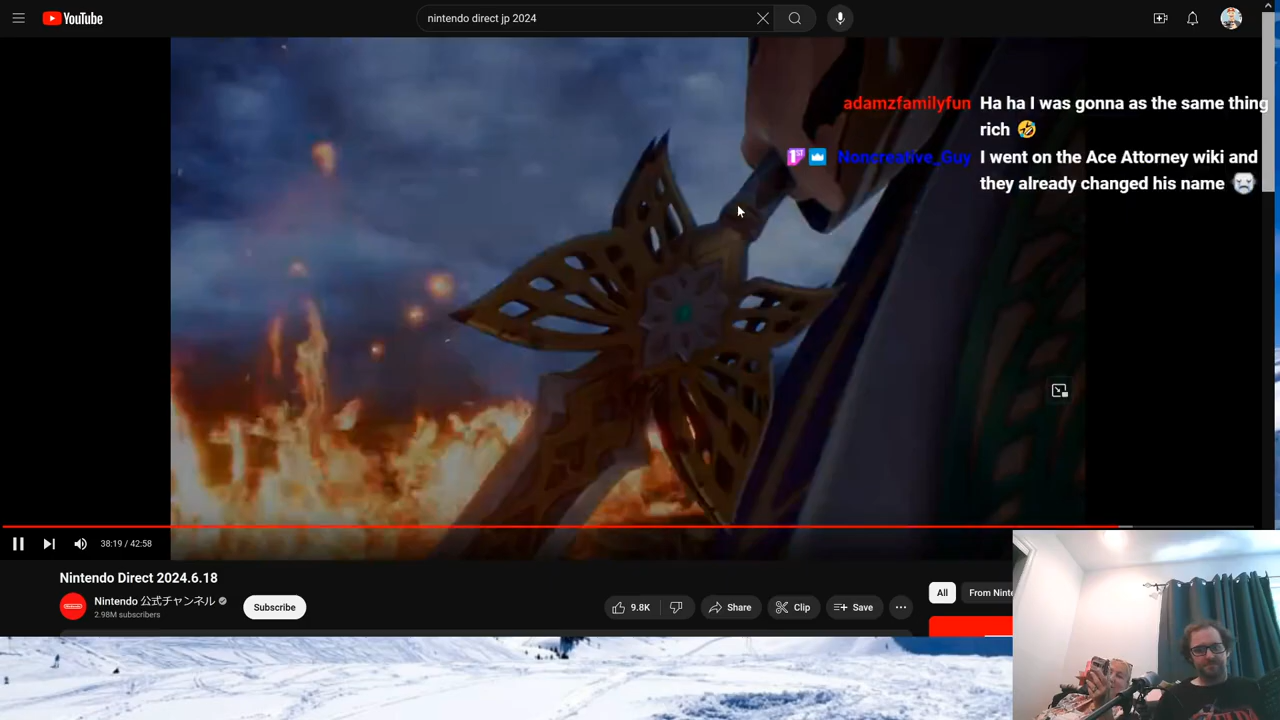 YouTube
nintendo direct jp 2024
adamzfamilyfun Ha ha I was gonna as the same thing
rich 🤣
1ST Noncreative_Guy I went on the Ace Attorney wiki and
they already changed his name
38:19 / 42:58
Nintendo Direct 2024.6.18
Nintendo 公式チャンネル
2.98M subscribers
Subscribe
9.8K
Share
Clip
Save
All
From Ninte